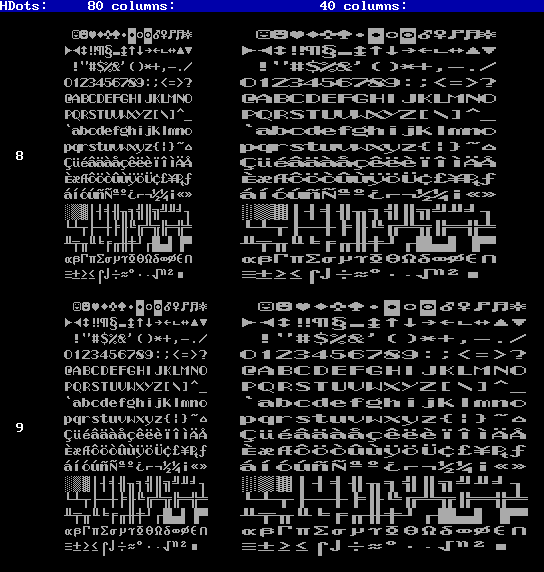 HDots: 80 columns: 40 columns:
☺☻♥♦♣♠•◘○◙♂♀♪♫☼ ☺☻♥♦♣♠•◘○◙♂♀♪♫☼
►◄↕‼¶§▬↨↑↓→←∟↔▲▼ ►◄↕‼¶§▬↨↑↓→←∟↔▲▼
!"#$%&'()*+,-./ !"#$%&'()*+,-./
0123456789:;<=>? 0123456789:;<=>?
@ABCDEFGHIJKLMNO @ABCDEFGHIJKLMNO
PQRSTUVWXYZ[\]^_ PQRSTUVWXYZ[\]^_
`abcdefghijklmno `abcdefghijklmno
pqrstuvwxyz{¦}~⌂ pqrstuvwxyz{¦}~⌂
8
ÇüéâäàåçêëèïîìÄÅ ÇüéâäàåçêëèïîìÄÅ
ÉæÆôöòûùÿÖÜ¢£¥₧ƒ ÉæÆôöòûùÿÖÜ¢£¥₧ƒ
áíóúñÑªº¿⌐¬½¼¡«» áíóúñÑªº¿⌐¬½¼¡«»
░▒▓│┤╡╢╖╕╣║╗╝╜╛┐ ░▒▓│┤╡╢╖╕╣║╗╝╜╛┐
└┴┬├─┼╞╟╚╔╩╦╠═╬╧ └┴┬├─┼╞╟╚╔╩╦╠═╬╧
╨╤╥╙╘╒╓╫╪┘┌█▄▌▐▀ ╨╤╥╙╘╒╓╫╪┘┌█▄▌▐▀
αßΓπΣσµτΦΘΩδ∞φε∩ αßΓπΣσµτΦΘΩδ∞φε∩
≡±≥≤⌠⌡÷≈°∙·√ⁿ²■ ≡±≥≤⌠⌡÷≈°∙·√ⁿ²■
☺☻♥♦♣♠•◘○◙♂♀♪♫☼ ☺☻♥♦♣♠•◘○◙♂♀♪♫☼
►◄↕‼¶§▬↨↑↓→←∟↔▲▼ ►◄↕‼¶§▬↨↑↓→←∟↔▲▼
!"#$%&'()*+,-./ !"#$%&'()*+,-./
0123456789:;<=>? 0123456789:;<=>?
@ABCDEFGHIJKLMNO @ABCDEFGHIJKLMNO
PQRSTUVWXYZ[\]^_ PQRSTUVWXYZ[\]^_
`abcdefghijklmno `abcdefghijklmno
pqrstuvwxyz{¦}~⌂ pqrstuvwxyz{¦}~⌂
9
ÇüéâäàåçêëèïîìÄÅ ÇüéâäàåçêëèïîìÄÅ
ÉæÆôöòûùÿÖÜ¢£¥₧ƒ ÉæÆôöòûùÿÖÜ¢£¥₧ƒ
áíóúñÑªº¿⌐¬½¼¡«» áíóúñÑªº¿⌐¬½¼¡«»
░▒▓│┤╡╢╖╕╣║╗╝╜╛┐ ░▒▓│┤╡╢╖╕╣║╗╝╜╛┐
└┴┬├─┼╞╟╚╔╩╦╠═╬╧ └┴┬├─┼╞╟╚╔╩╦╠═╬╧
╨╤╥╙╘╒╓╫╪┘┌█▄▌▐▀ ╨╤╥╙╘╒╓╫╪┘┌█▄▌▐▀
αßΓπΣσµτΦΘΩδ∞φε∩ αßΓπΣσµτΦΘΩδ∞φε∩
≡±≥≤⌠⌡÷≈°∙·√ⁿ²■ ≡±≥≤⌠⌡÷≈°∙·√ⁿ²■